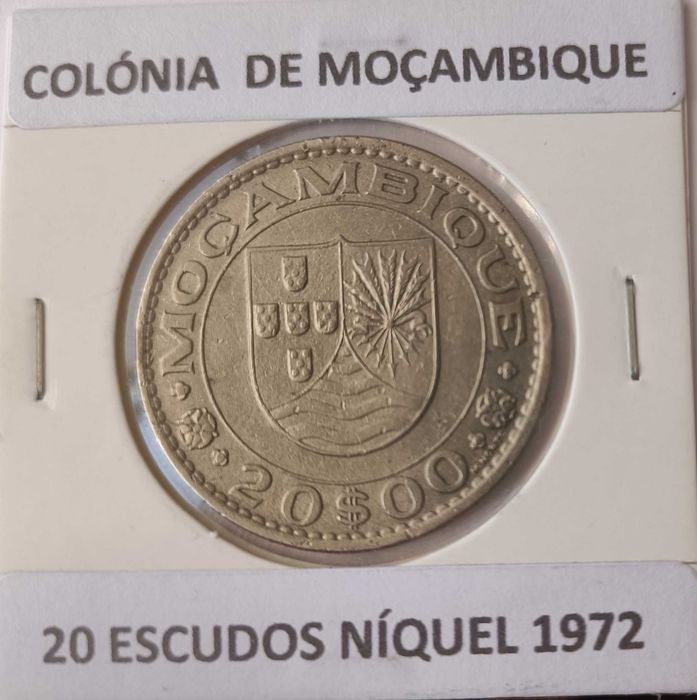 COLÓNIA DE MOÇAMBIQUE
MOÇAMBIQUE
20$00
20 ESCUDOS NÍQUEL 1972